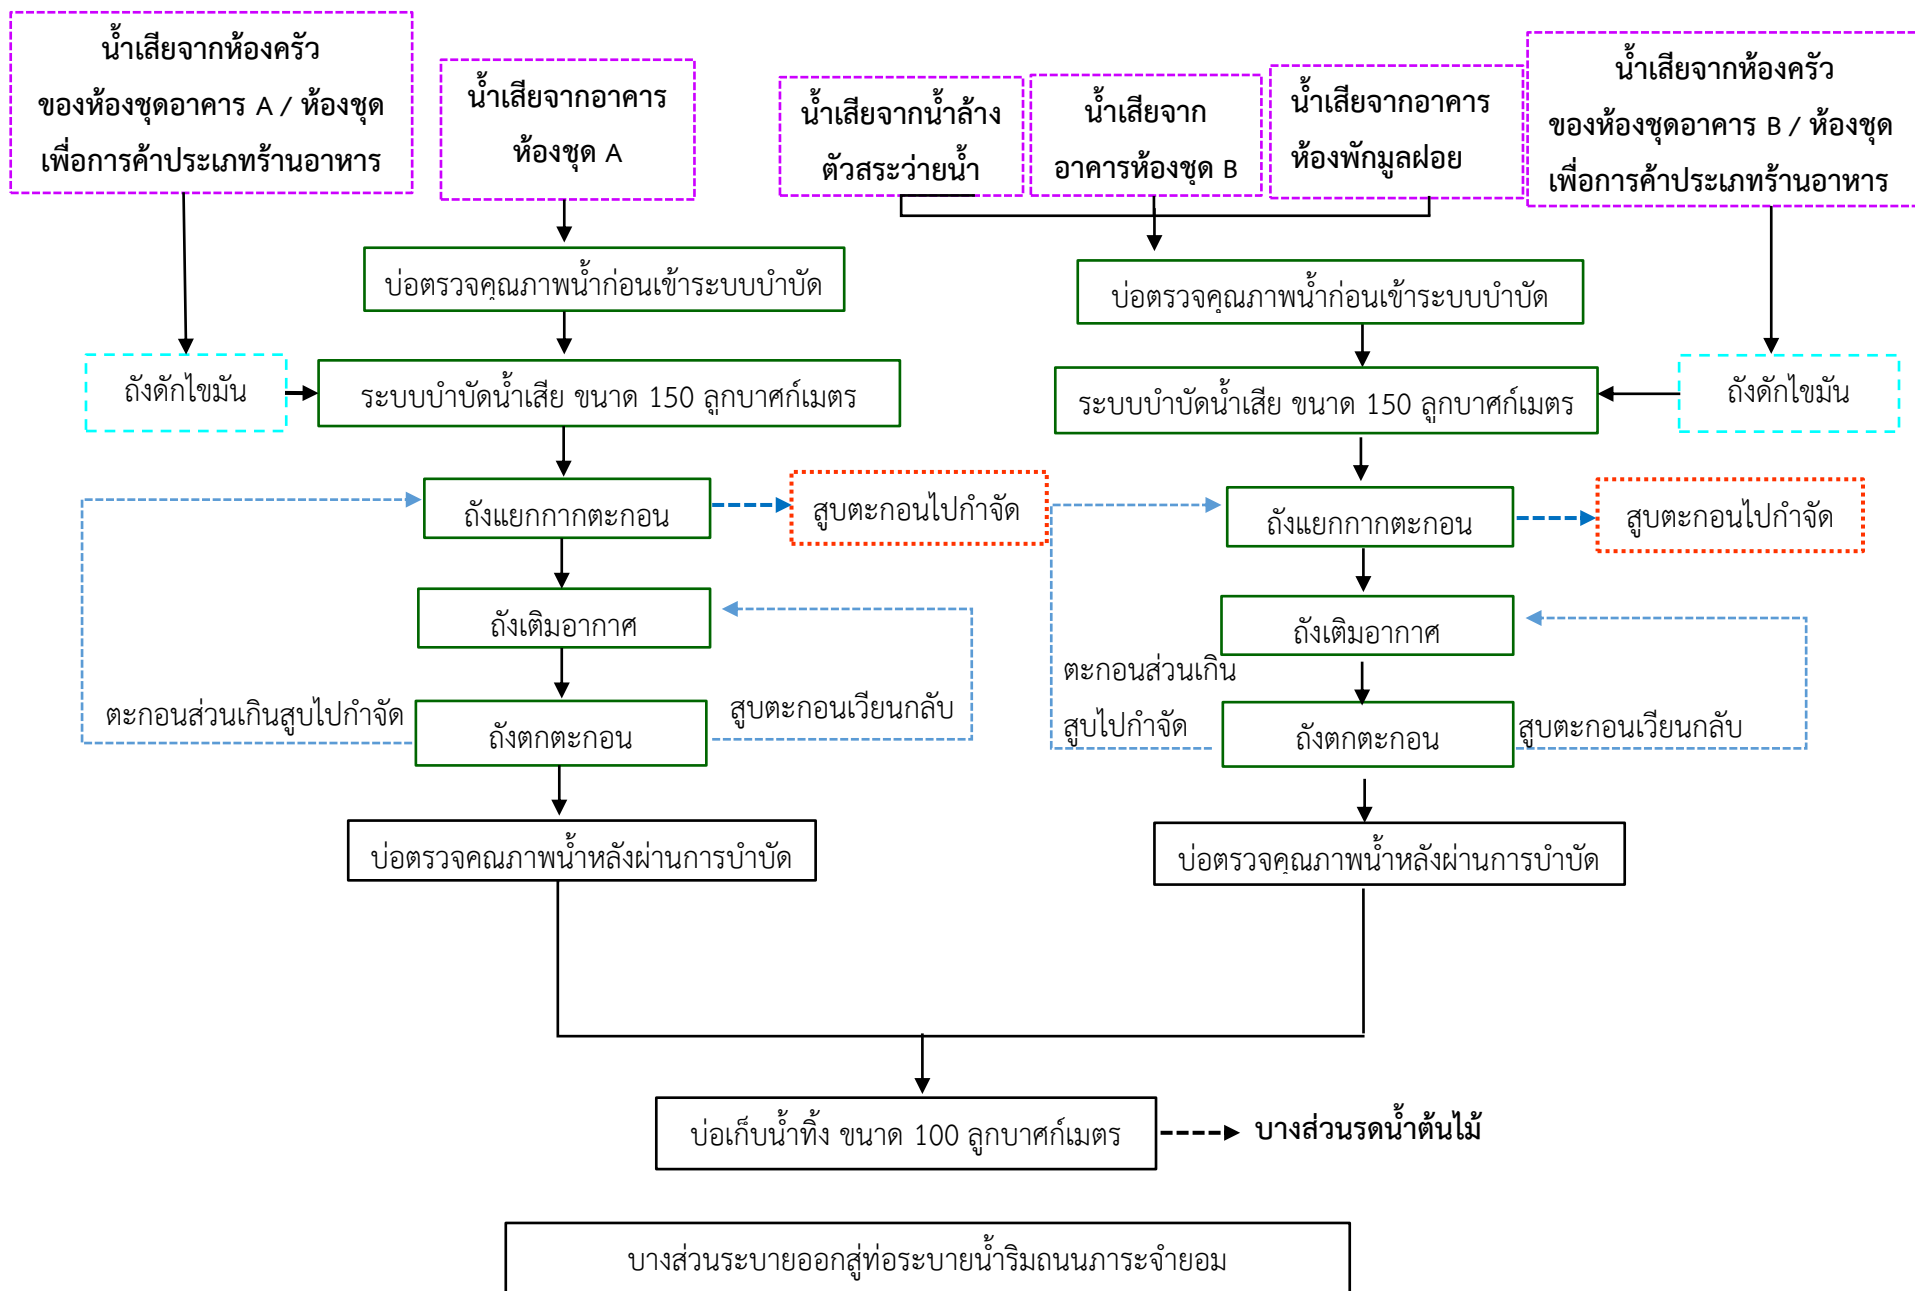 น้ำเสียจากห้องครัว
ของห้องชุดอาคาร A / ห้องชุด
เพื่อการค้าประเภทร้านอาหาร
น้ำเสียจากอาคาร
ห้องชุด A
น้ำเสียจากน้ำล้าง
ตัวสระว่ายน้ำ
น้ำเสียจาก
อาคารห้องชุด B
น้ำเสียจากอาคาร
ห้องพักมูลฝอย
น้ำเสียจากห้องครัว
ของห้องชุดอาคาร B / ห้องชุด
เพื่อการค้าประเภทร้านอาหาร
บ่อตรวจคุณภาพน้ำก่อนเข้าระบบบำบัด
บ่อตรวจคุณภาพน้ำก่อนเข้าระบบบำบัด
ถังดักไขมัน
ระบบบำบัดน้ำเสีย ขนาด 150 ลูกบาศก์เมตร
ระบบบำบัดน้ำเสีย ขนาด 150 ลูกบาศก์เมตร
ถังดักไขมัน
ถังแยกกากตะกอน
สูบตะกอนไปกำจัด
ถังแยกกากตะกอน
สูบตะกอนไปกำจัด
ถังเติมอากาศ
ถังเติมอากาศ
ตะกอนส่วนเกินสูบไปกำจัด
ถังตกตะกอน
สูบตะกอนเวียนกลับ
ตะกอนส่วนเกิน
สูบไปกำจัด
ถังตกตะกอน
สูบตะกอนเวียนกลับ
บ่อตรวจคณภาพน้ำหลังผ่านการบำบัด
บ่อตรวจคุณภาพน้ำหลังผ่านการบำบัด
บ่อเก็บน้ำทิ้ง ขนาด 100 ลูกบาศก์เมตร
บางส่วนรดน้ำต้นไม้
บางส่วนระบายออกสู่ท่อระบายน้ำริมถนนภาระจำยอม